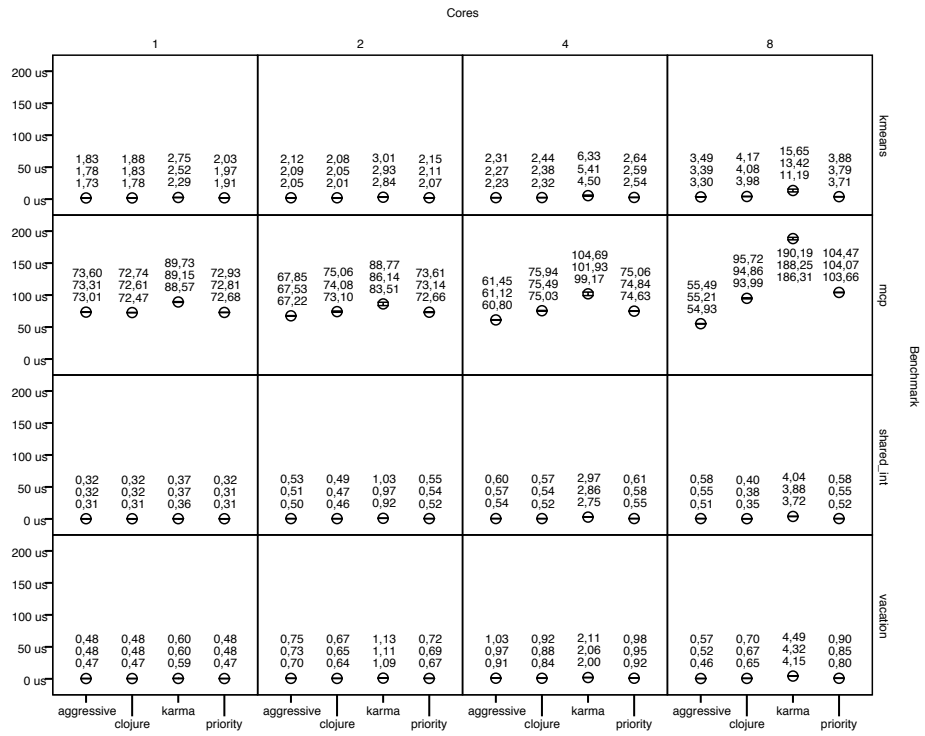 Cores
1 2 4 8
200 us
150 us
100 us
50 us
0 us
1,83 1,88 2,75 2,03 2,12 2,08 3,01 2,15 2,31 2,44 6,33 2,64 3,49 4,17 15,65 3,88
1,78 1,83 2,52 1,97 2,09 2,05 2,93 2,11 2,27 2,38 5,41 2,59 3,39 4,08 13,42 3,79
1,73 1,78 2,29 1,91 2,05 2,01 2,84 2,07 2,23 2,32 4,50 2,54 3,30 3,98 11,19 3,71
kmeans
200 us
150 us
100 us
50 us
0 us
73,60 72,74 89,73 72,93 67,85 75,06 88,77 73,61 61,45 75,94 104,69 75,06 55,49 95,72 190,19 104,47
73,31 72,61 89,15 72,81 67,53 74,08 86,14 73,14 61,12 75,49 101,93 74,84 55,21 94,86 188,25 104,07
73,01 72,47 88,57 72,68 67,22 73,10 83,51 72,66 60,80 75,03 99,17 74,63 54,93 93,99 186,31 103,66
mcp
Benchmark
200 us
150 us
100 us
50 us
0 us
0,32 0,32 0,37 0,32 0,53 0,49 1,03 0,55 0,60 0,57 2,97 0,61 0,58 0,40 4,04 0,58
0,32 0,32 0,37 0,31 0,51 0,47 0,97 0,54 0,57 0,54 2,86 0,58 0,55 0,38 3,88 0,55
0,31 0,31 0,36 0,31 0,50 0,46 0,92 0,52 0,54 0,52 2,75 0,55 0,51 0,35 3,72 0,52
shared_int
200 us
150 us
100 us
50 us
0 us
0,48 0,48 0,60 0,48 0,75 0,67 1,13 0,72 1,03 0,92 2,11 0,98 0,57 0,70 4,49 0,90
0,48 0,48 0,60 0,48 0,73 0,65 1,11 0,69 0,97 0,88 2,06 0,95 0,52 0,67 4,32 0,85
0,47 0,47 0,59 0,47 0,70 0,64 1,09 0,67 0,91 0,84 2,00 0,92 0,46 0,65 4,15 0,80
vacation
aggressive karma aggressive karma aggressive karma aggressive karma
clojure priority clojure priority clojure priority clojure priority